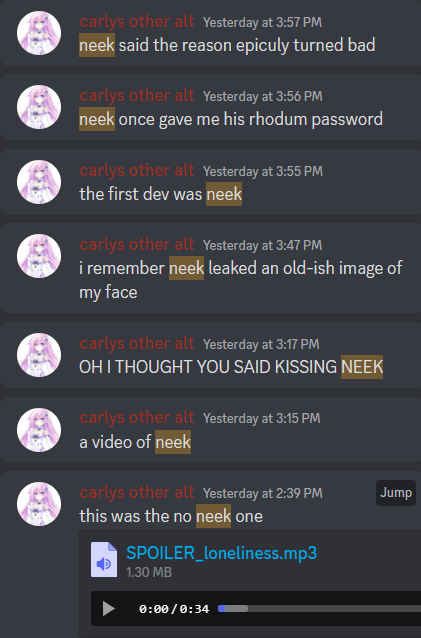 carlys other alt Yesterday at 3:57 PM
neek said the reason epiculy turned bad
carlys other alt Yesterday at 3:56 PM
neek once gave me his rhodum password
carlys other alt Yesterday at 3:55 PM
the first dev was neek
carlys other alt Yesterday at 3:47 PM
i remember neek leaked an old-ish image of
my face
carlys other alt Yesterday at 3:17 PM
OH I THOUGHT YOU SAID KISSING NEEK
carlys other alt Yesterday at 3:15 PM
a video of neek
carlys other alt Yesterday at 2:39 PM
Jump
this was the no neek one
SPOILER_loneliness.mp3
1.30 MB
0:00/0:34